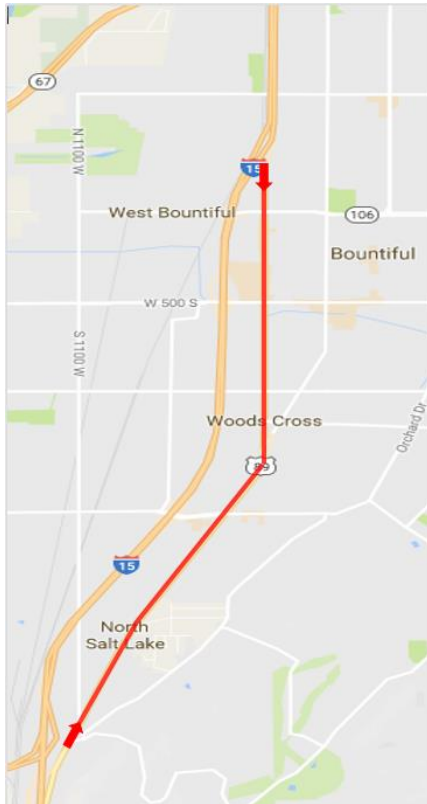 67
N 1100 W
15
West Bountiful
106
Bountiful
W 500 S
S 1100 W
Woods Cross
Orchard Dr
89
15
North
Salt Lake